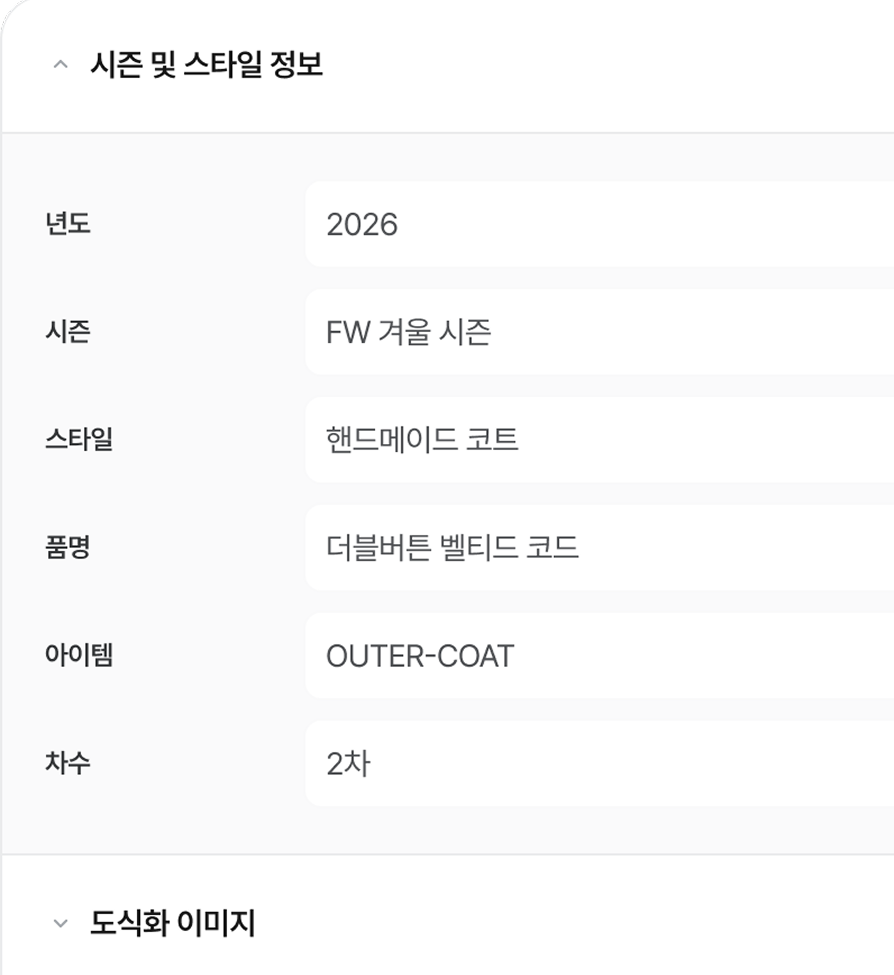 시즌 및 스타일 정보
년도 2026
시즌 FW 겨울 시즌
스타일 핸드메이드 코트
품명 더블버튼 벨티드 코드
아이템 OUTER-COAT
차수 2차
도식화 이미지